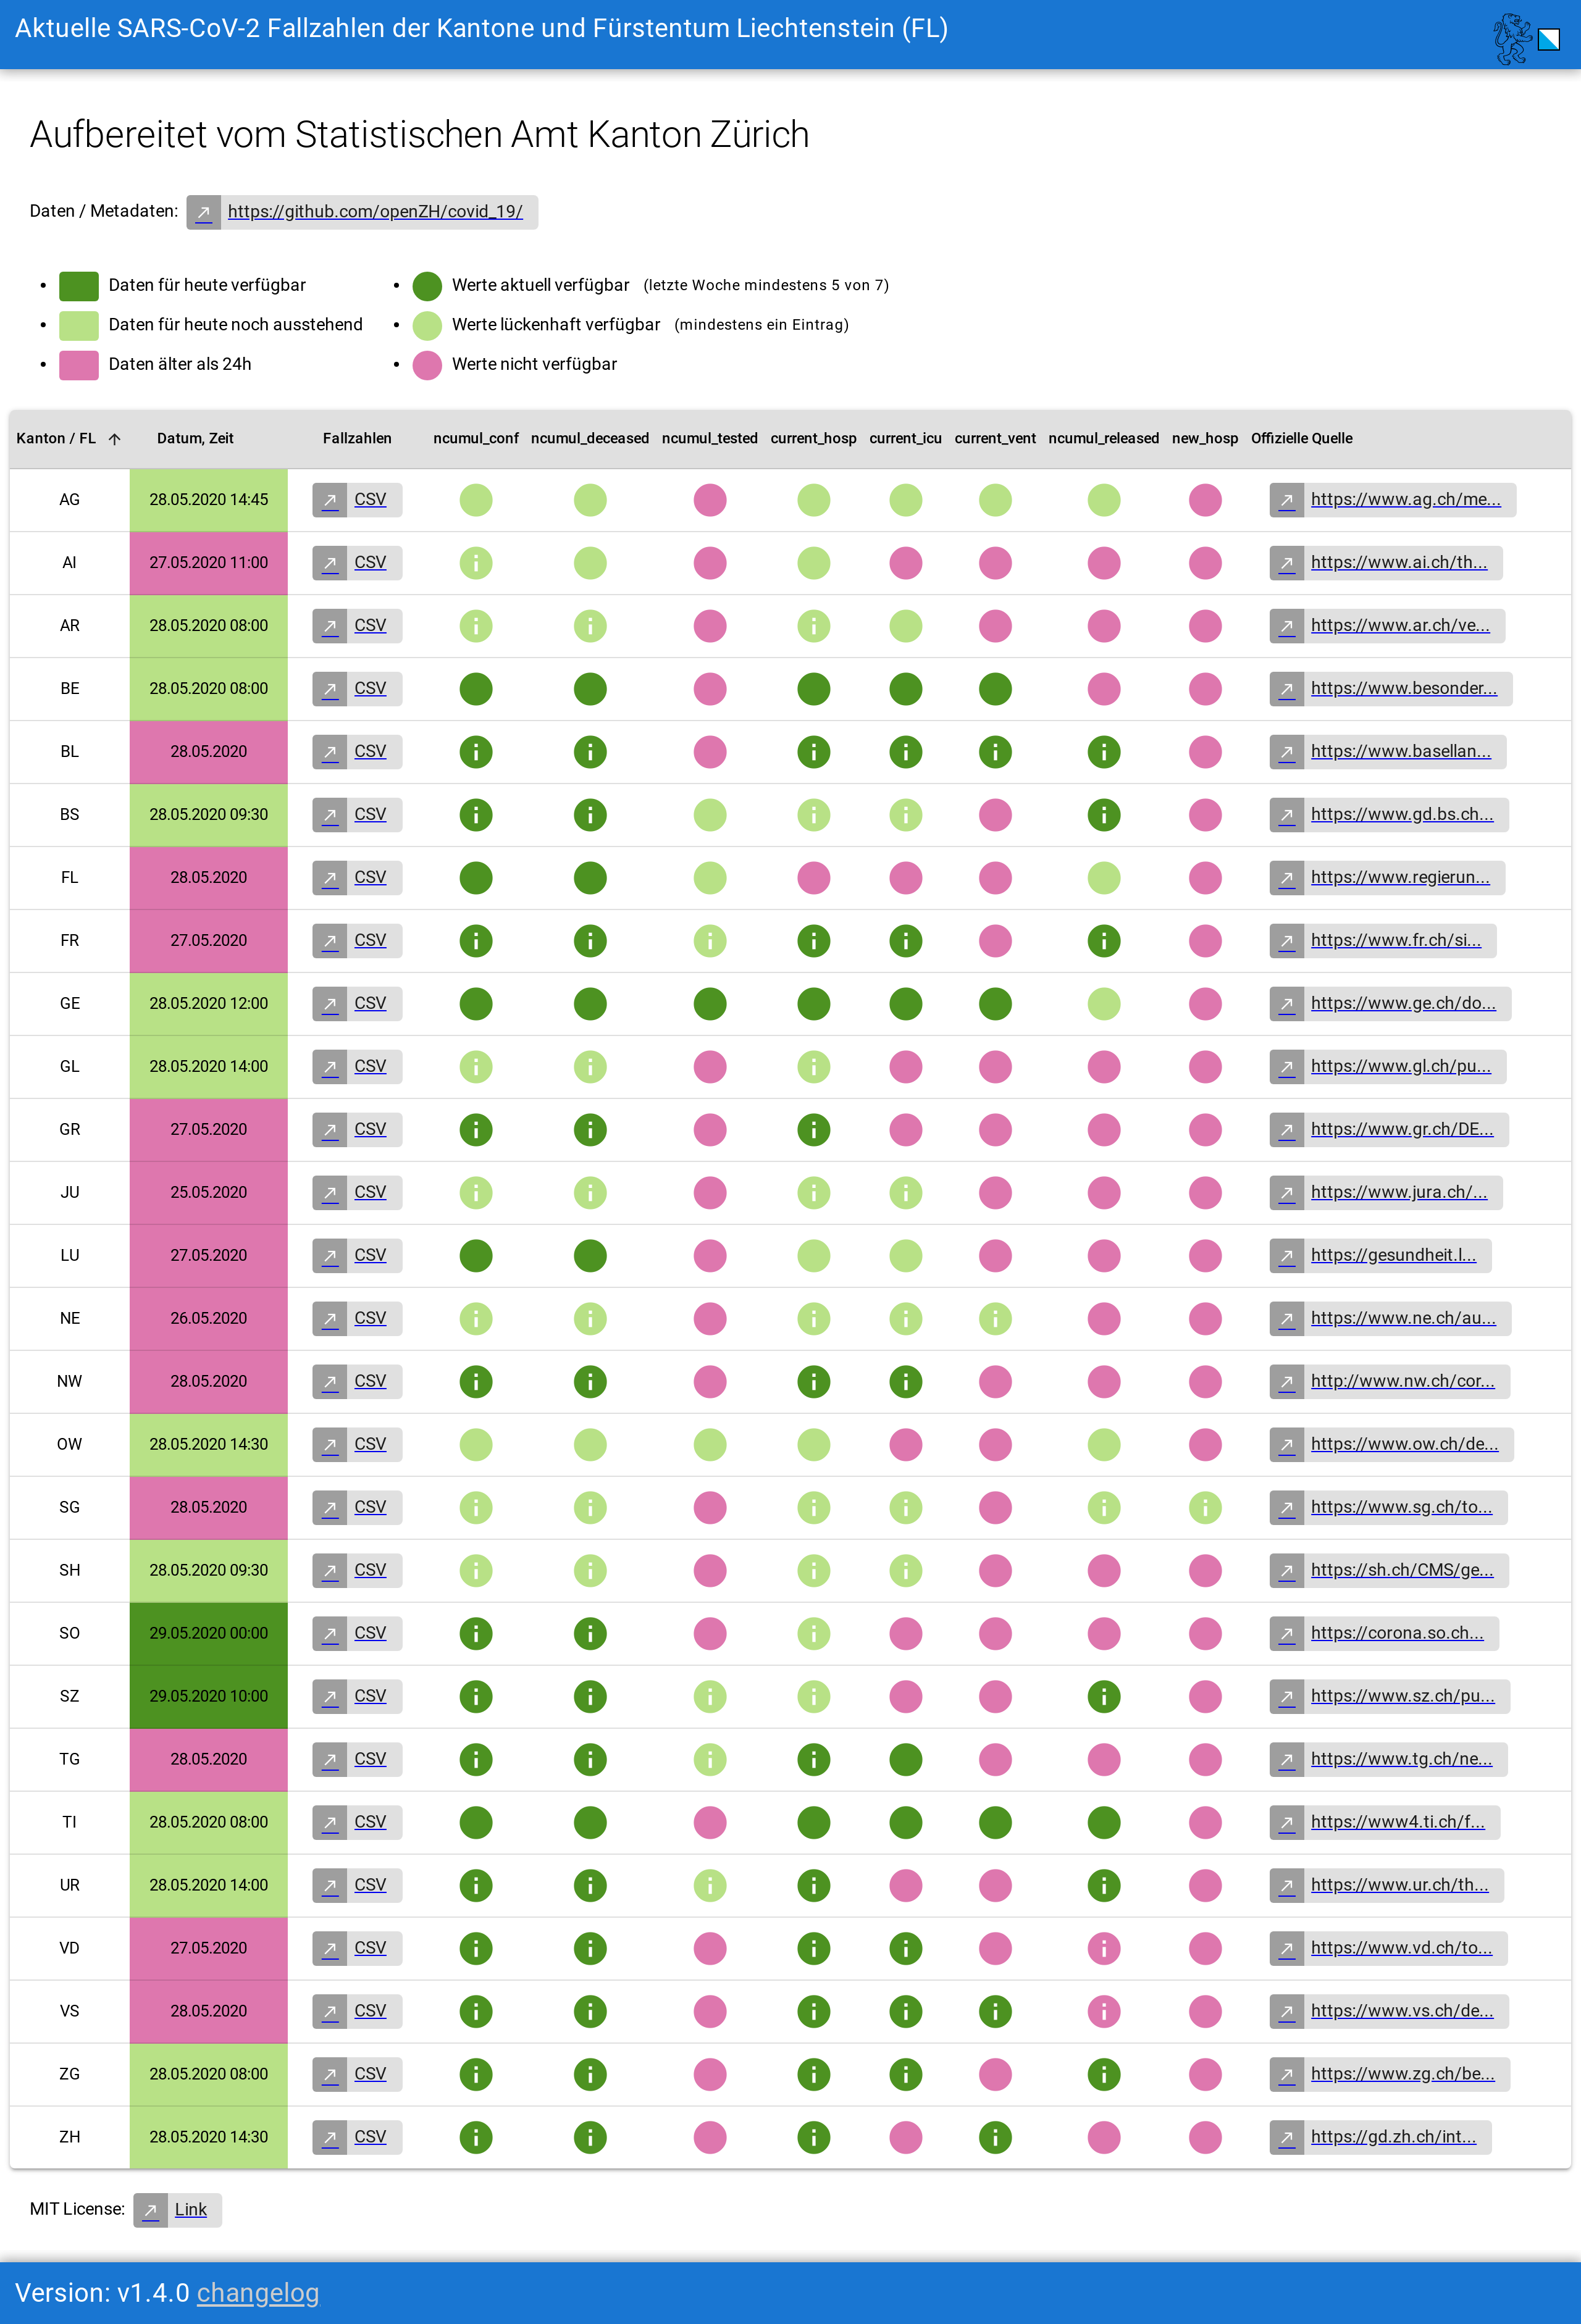 Aktuelle SARS-CoV-2 Fallzahlen der Kantone und Fürstentum Liechtenstein (FL)
Aufbereitet vom Statistischen Amt Kanton Zürich
Daten / Metadaten: https://github.com/openZH/covid_19/
Daten für heute verfügbar
Daten für heute noch ausstehend
Daten älter als 24h
Werte aktuell verfügbar (letzte Woche mindestens 5 von 7)
Werte lückenhaft verfügbar (mindestens ein Eintrag)
Werte nicht verfügbar
Kanton / FL Datum, Zeit Fallzahlen ncumul_conf ncumul_deceased ncumul_tested current_hosp current_icu current_vent ncumul_released new_hosp Offizielle Quelle
AG 28.05.2020 14:45 CSV https://www.ag.ch/me...
AI 27.05.2020 11:00 CSV https://www.ai.ch/th...
AR 28.05.2020 08:00 CSV https://www.ar.ch/ve...
BE 28.05.2020 08:00 CSV https://www.besonder...
BL 28.05.2020 CSV https://www.basellan...
BS 28.05.2020 09:30 CSV https://www.gd.bs.ch...
FL 28.05.2020 CSV https://www.regierun...
FR 27.05.2020 CSV https://www.fr.ch/si...
GE 28.05.2020 12:00 CSV https://www.ge.ch/do...
GL 28.05.2020 14:00 CSV https://www.gl.ch/pu...
GR 27.05.2020 CSV https://www.gr.ch/DE...
JU 25.05.2020 CSV https://www.jura.ch/...
LU 27.05.2020 CSV https://gesundheit.l...
NE 26.05.2020 CSV https://www.ne.ch/au...
NW 28.05.2020 CSV http://www.nw.ch/cor...
OW 28.05.2020 14:30 CSV https://www.ow.ch/de...
SG 28.05.2020 CSV https://www.sg.ch/to...
SH 28.05.2020 09:30 CSV https://sh.ch/CMS/ge...
SO 29.05.2020 00:00 CSV https://corona.so.ch...
SZ 29.05.2020 10:00 CSV https://www.sz.ch/pu...
TG 28.05.2020 CSV https://www.tg.ch/ne...
TI 28.05.2020 08:00 CSV https://www4.ti.ch/f...
UR 28.05.2020 14:00 CSV https://www.ur.ch/th...
VD 27.05.2020 CSV https://www.vd.ch/to...
VS 28.05.2020 CSV https://www.vs.ch/de...
ZG 28.05.2020 08:00 CSV https://www.zg.ch/be...
ZH 28.05.2020 14:30 CSV https://gd.zh.ch/int...
MIT License: Link
Version: v1.4.0 changelog